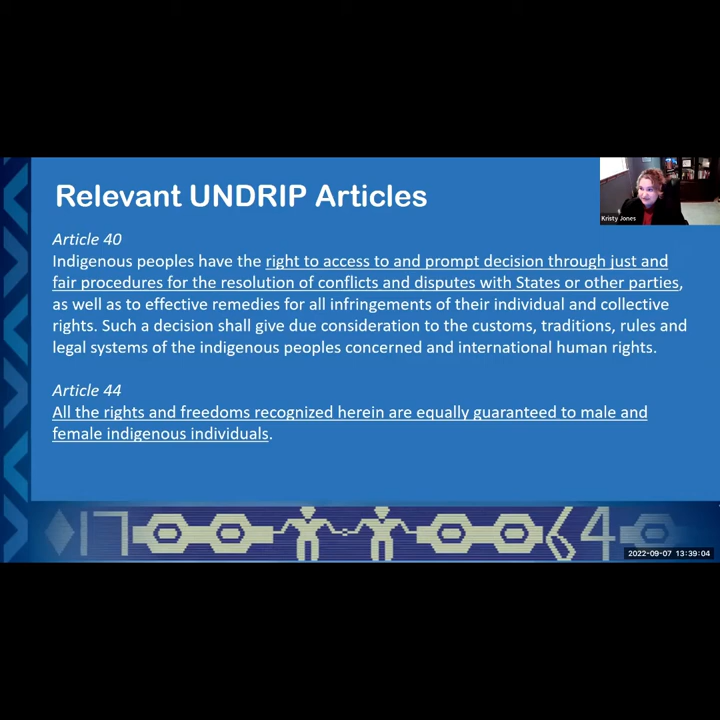 Relevant UNDRIP Articles
Kristy Jones
Article 40
Indigenous peoples have the right to access to and prompt decision through just and
fair procedures for the resolution of conflicts and disputes with States or other parties,
as well as to effective remedies for all infringements of their individual and collective
rights. Such a decision shall give due consideration to the customs, traditions, rules and
legal systems of the indigenous peoples concerned and international human rights.
Article 44
All the rights and freedoms recognized herein are equally guaranteed to male and
female indigenous individuals.
17 64
2022-09-07 13:39:04